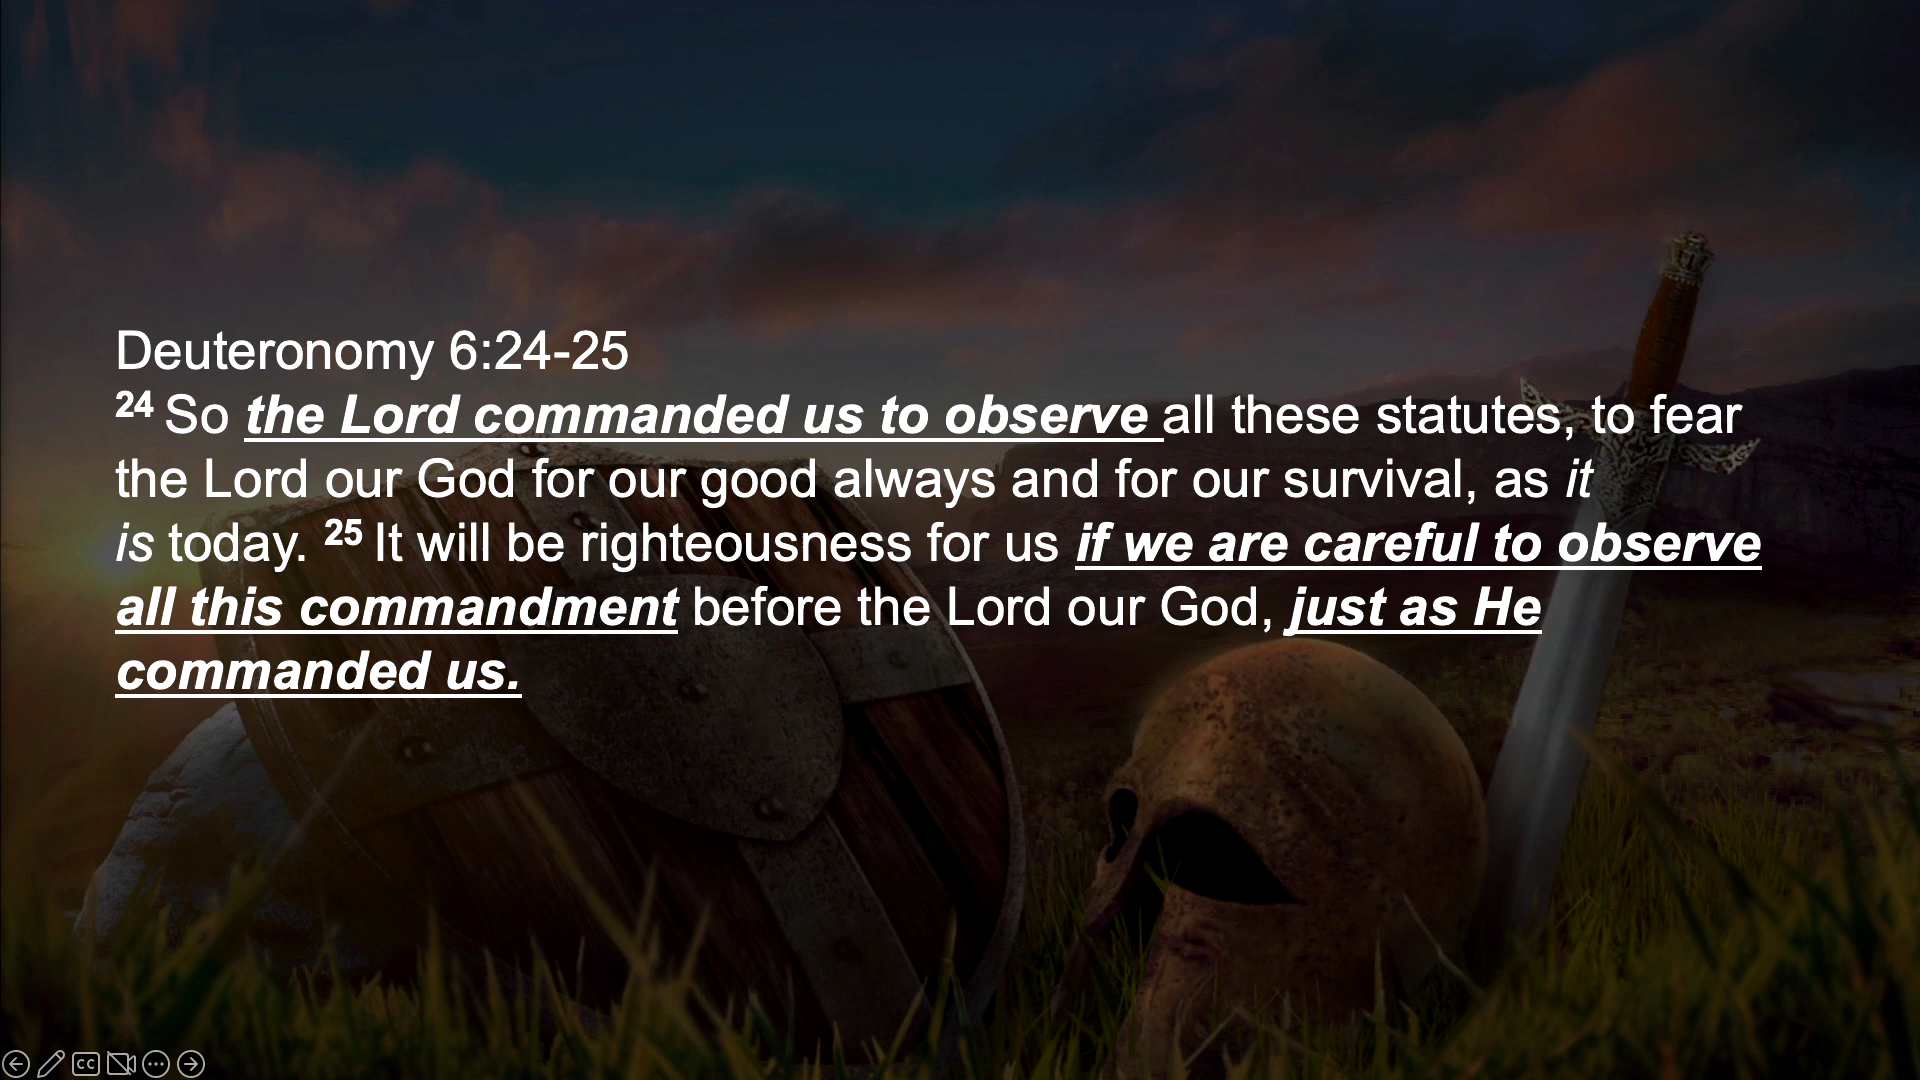 Deuteronomy 6:24-25
24 So the Lord commanded us to observe all these statutes, to fear
the Lord our God for our good always and for our survival, as it
is today. 25 It will be righteousness for us if we are careful to observe
all this commandment before the Lord our God, just as He
commanded us.
CC